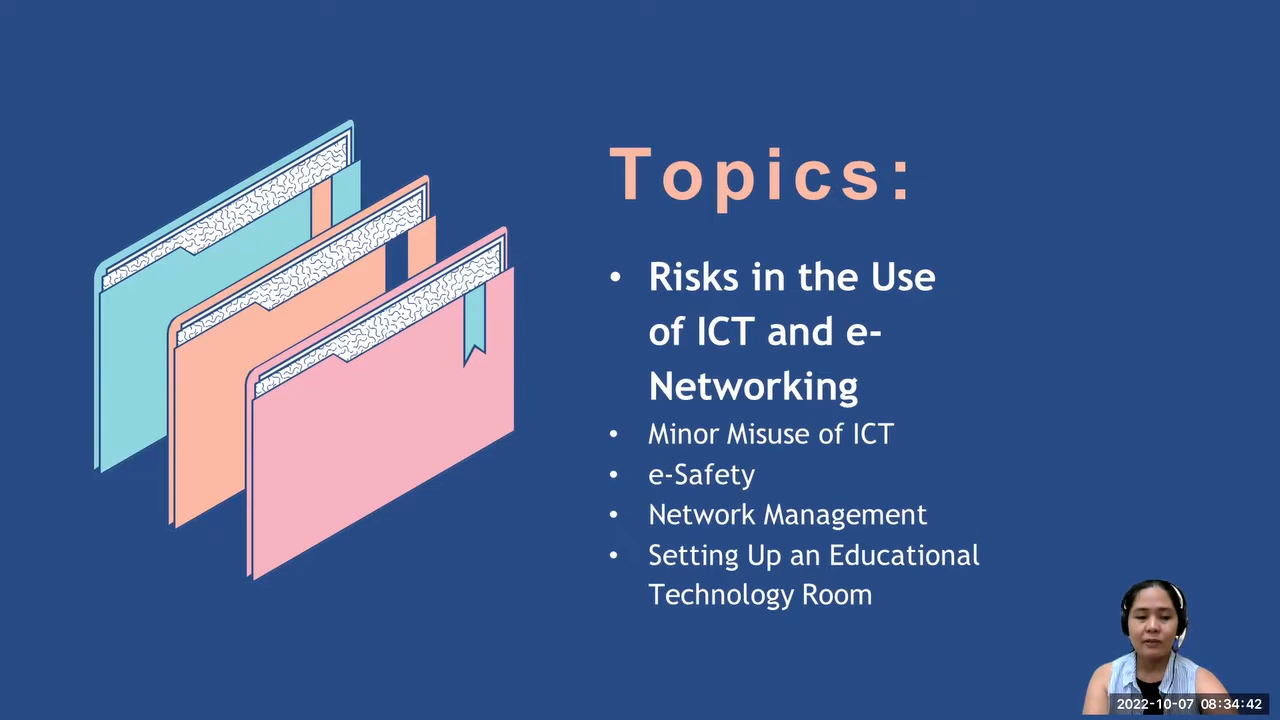 Topics:
• Risks in the Use
of ICT and e-
Networking
• Minor Misuse of ICT
• e-Safety
• Network Management
• Setting Up an Educational
Technology Room
2022-10-07 08:34:42